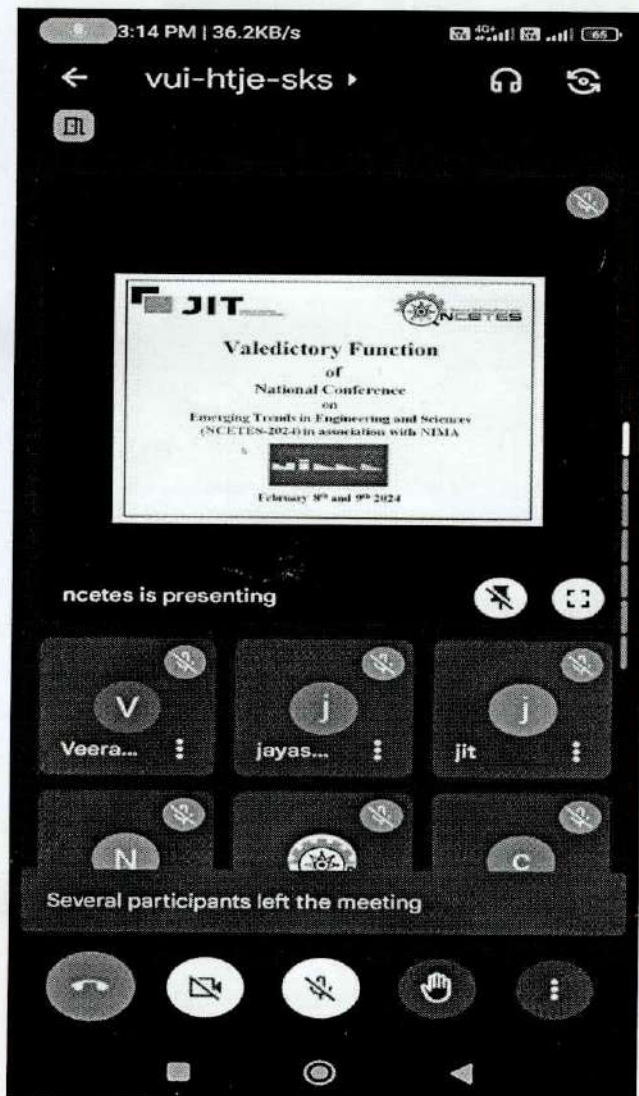 3:14 PM | 36.2KB/s 4G+ 65
vui-htje-sks
JIT
NCETES
Valedictory Function
of
National Conference
on
Emerging Trends in Engineering and Sciences
(NCETES-2024) in association with NIMA
February 8th and 9th 2024
ncetes is presenting
V
Veera...
j
jayas...
j
jit
N
C
Several participants left the meeting